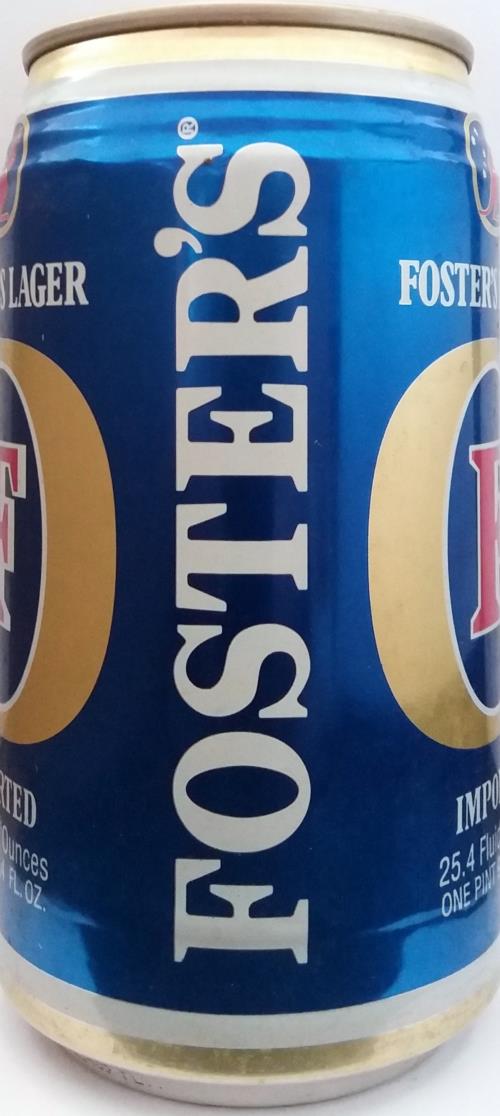 FOSTER'S®
S LAGER
F
RTED
Ounces
FL. OZ.
FOSTER'S
F
IMPO
25.4 Flui
ONE PINT